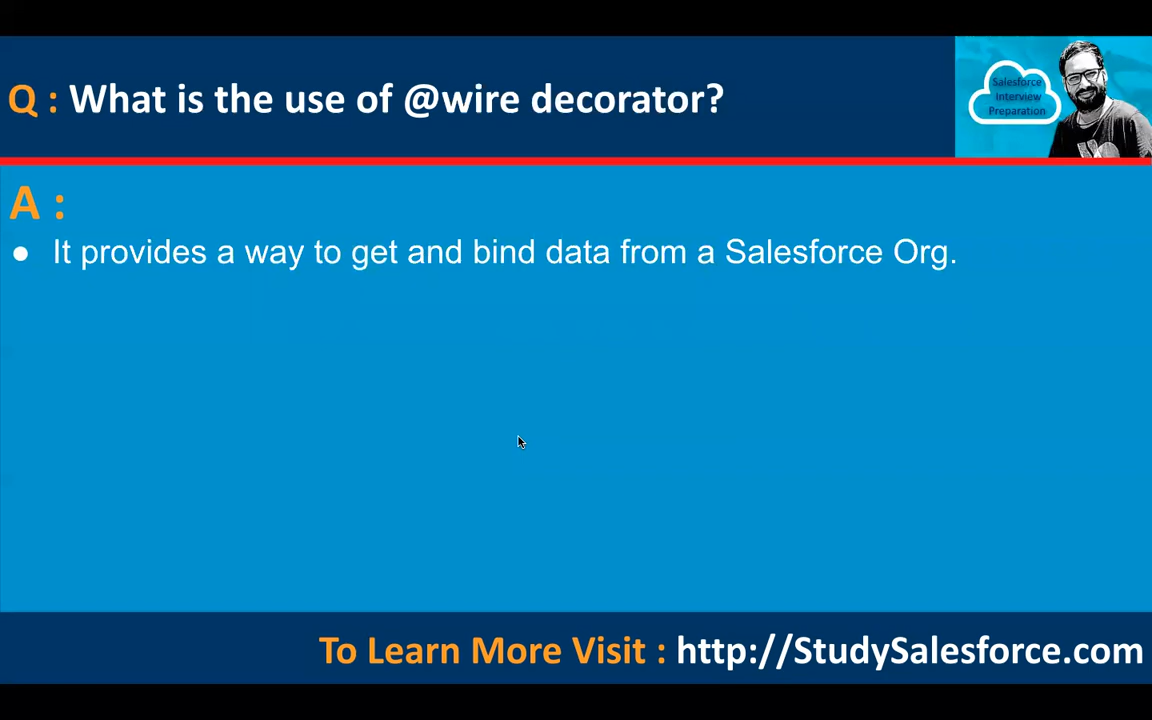 Q : What is the use of @wire decorator?
Salesforce
Interview
Preparation
A :
● It provides a way to get and bind data from a Salesforce Org.
To Learn More Visit : http://StudySalesforce.com